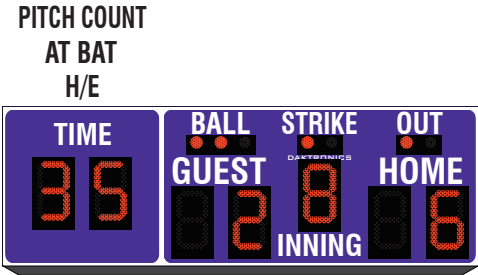 PITCH COUNT
AT BAT
H/E
TIME
BALL STRIKE OUT
DAKTRONICS
GUEST HOME
35 2 8 6
INNING